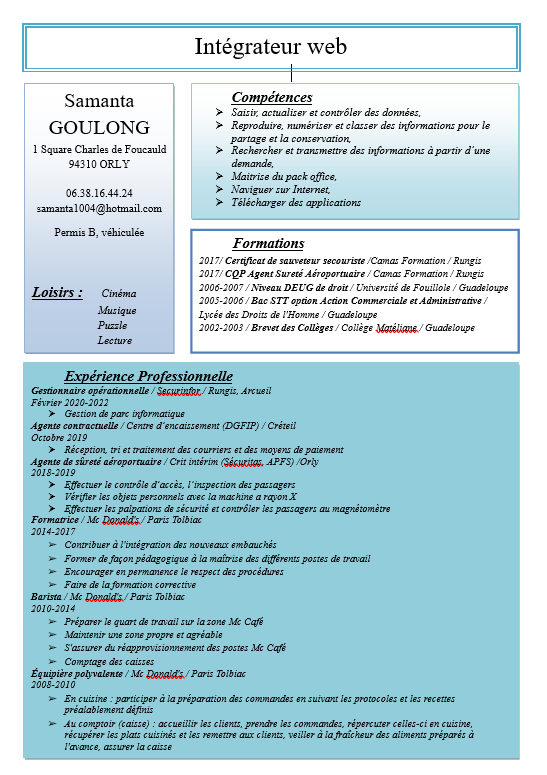 Intégrateur web
Samanta
GOULONG
1 Square Charles de Foucauld
94310 ORLY
06.38.16.44.24
samanta1004@hotmail.com
Permis B, véhiculée
Loisirs : Cinéma
Musique
Puzzle
Lecture
Compétences
➢ Saisir, actualiser et contrôler des données,
➢ Reproduire, numériser et classer des informations pour le
partage et la conservation,
➢ Rechercher et transmettre des informations à partir d'une
demande,
➢ Maitrise du pack office,
➢ Naviguer sur Internet,
➢ Télécharger des applications
Formations
2017/ Certificat de sauveteur secouriste /Camas Formation / Rungis
2017/ CQP Agent Sureté Aéroportuaire / Camas Formation / Rungis
2006-2007 / Niveau DEUG de droit / Université de Fouillole / Guadeloupe
2005-2006 / Bac STT option Action Commerciale et Administrative /
Lycée des Droits de l'Homme / Guadeloupe
2002-2003 / Brevet des Collèges / Collège Matéliane / Guadeloupe
Expérience Professionnelle
Gestionnaire opérationnelle / Securinfor / Rungis, Arcueil
Février 2020-2022
➢ Gestion de parc informatique
Agente contractuelle / Centre d'encaissement (DGFIP) / Créteil
Octobre 2019
➢ Réception, tri et traitement des courriers et des moyens de paiement
Agente de sûreté aéroportuaire / Crit intérim (Sécuritas, APFS) /Orly
2018-2019
➢ Effectuer le contrôle d'accès, l'inspection des passagers
➢ Vérifier les objets personnels avec la machine a rayon X
➢ Effectuer les palpations de sécurité et contrôler les passagers au magnétomètre
Formatrice / Mc Donald's / Paris Tolbiac
2014-2017
➢ Contribuer à l'intégration des nouveaux embauchés
➢ Former de façon pédagogique à la maîtrise des différents postes de travail
➢ Encourager en permanence le respect des procédures
➢ Faire de la formation corrective
Barista / Mc Donald's / Paris Tolbiac
2010-2014
➢ Préparer le quart de travail sur la zone Mc Café
➢ Maintenir une zone propre et agréable
➢ S'assurer du réapprovisionnement des postes Mc Café
➢ Comptage des caisses
Équipière polyvalente / Mc Donald's / Paris Tolbiac
2008-2010
➢ En cuisine : participer à la préparation des commandes en suivant les protocoles et les recettes
préalablement définis
➢ Au comptoir (caisse) : accueillir les clients, prendre les commandes, répercuter celles-ci en cuisine,
récupérer les plats cuisinés et les remettre aux clients, veiller à la fraîcheur des aliments préparés à
l'avance, assurer la caisse